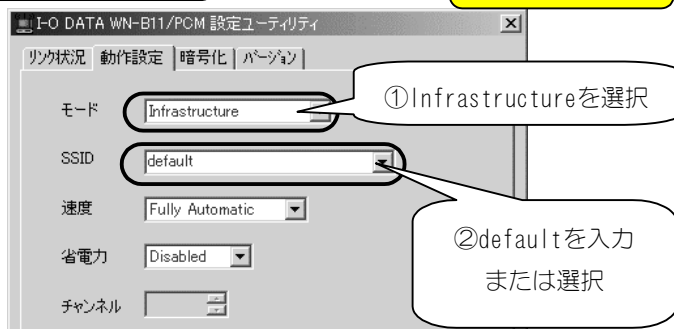 I-O DATA WN-B11/PCM 設定ユーティリティ
リンク状況 動作設定 暗号化 バージョン
モード Infrastructure
①Infrastructureを選択
SSID default
速度 Fully Automatic
②defaultを入力
または選択
省電力 Disabled
チャンネル